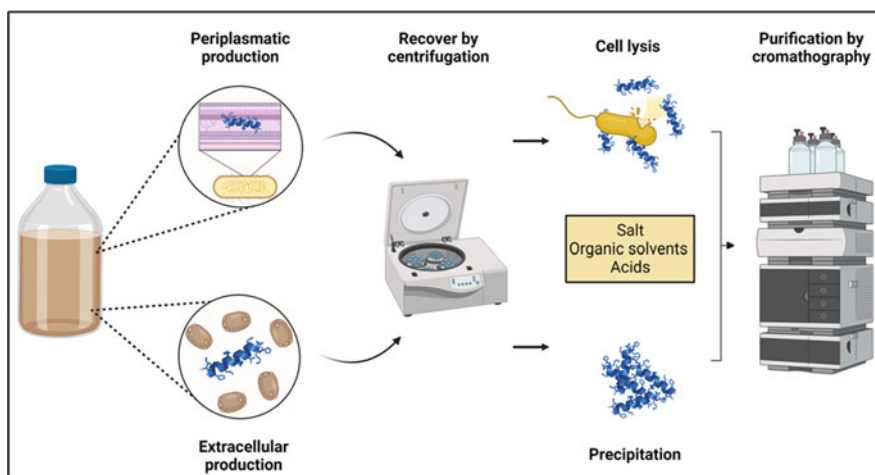 Periplasmatic
production
Recover by
centrifugation
Cell lysis
Purification by
cromathography
Salt
Organic solvents
Acids
Extracellular
production
Precipitation